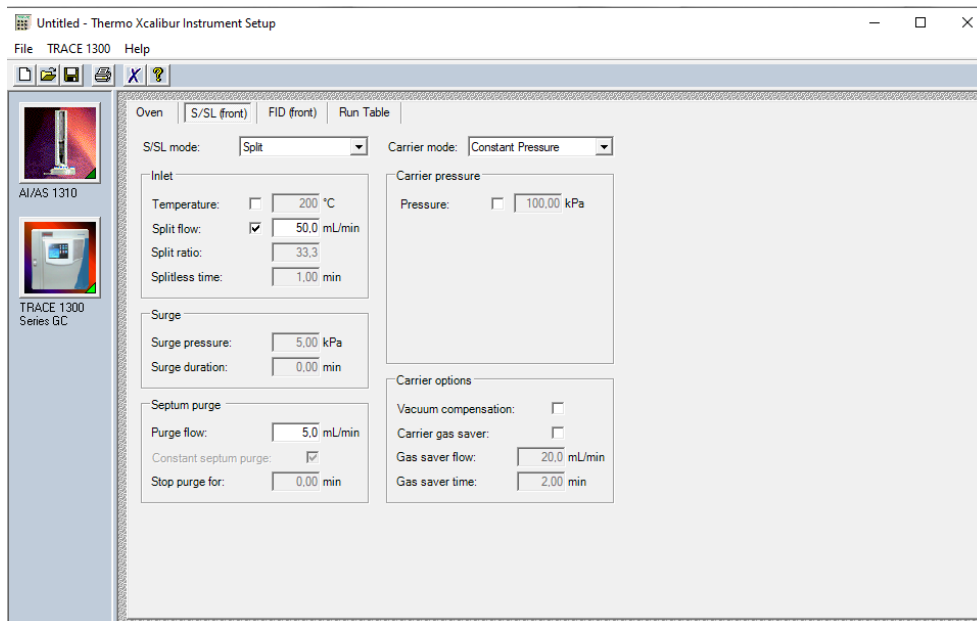 Untitled - Thermo Xcalibur Instrument Setup
File TRACE 1300 Help
AI/AS 1310
TRACE 1300
Series GC
Oven S/SL (front) FID (front) Run Table
S/SL mode: Split Carrier mode: Constant Pressure
Inlet
Temperature: 200 °C
Split flow: 50,0 mL/min
Split ratio: 33,3
Splitless time: 1,00 min
Surge
Surge pressure: 5,00 kPa
Surge duration: 0,00 min
Septum purge
Purge flow: 5,0 mL/min
Constant septum purge:
Stop purge for: 0,00 min
Carrier pressure
Pressure: 100,00 kPa
Carrier options
Vacuum compensation:
Carrier gas saver:
Gas saver flow: 20,0 mL/min
Gas saver time: 2,00 min